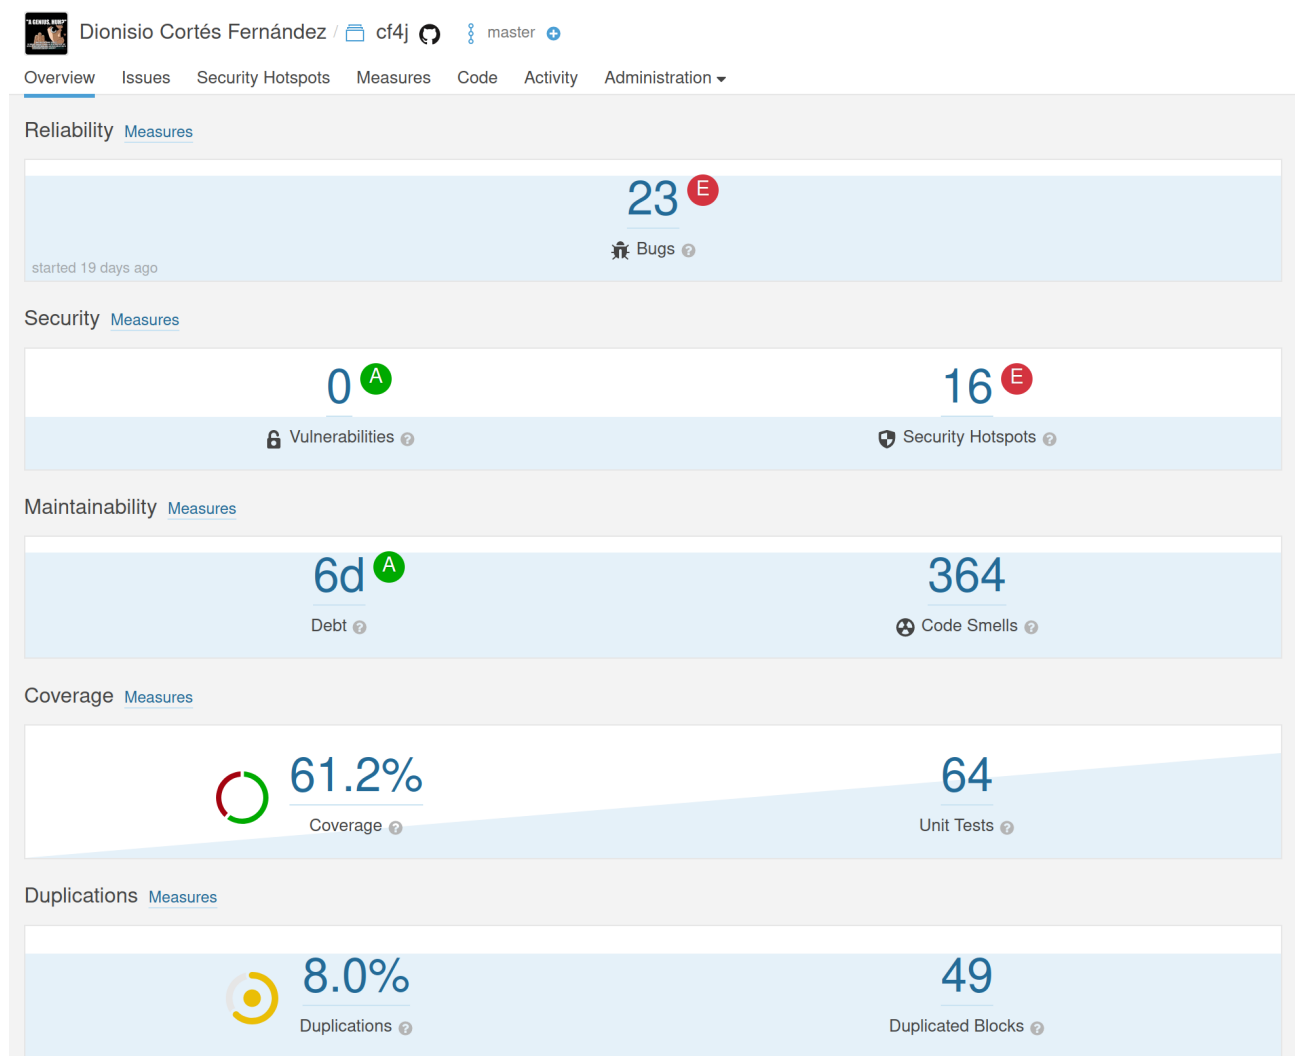 "A GENIUS, HUH?"
Dionisio Cortés Fernández / cf4j master
Overview Issues Security Hotspots Measures Code Activity Administration
Reliability Measures
23 E
Bugs ?
started 19 days ago
Security Measures
0 A 16 E
Vulnerabilities ? Security Hotspots ?
Maintainability Measures
6d A 364
Debt ? Code Smells ?
Coverage Measures
61.2% 64
Coverage ? Unit Tests ?
Duplications Measures
8.0% 49
Duplications ? Duplicated Blocks ?